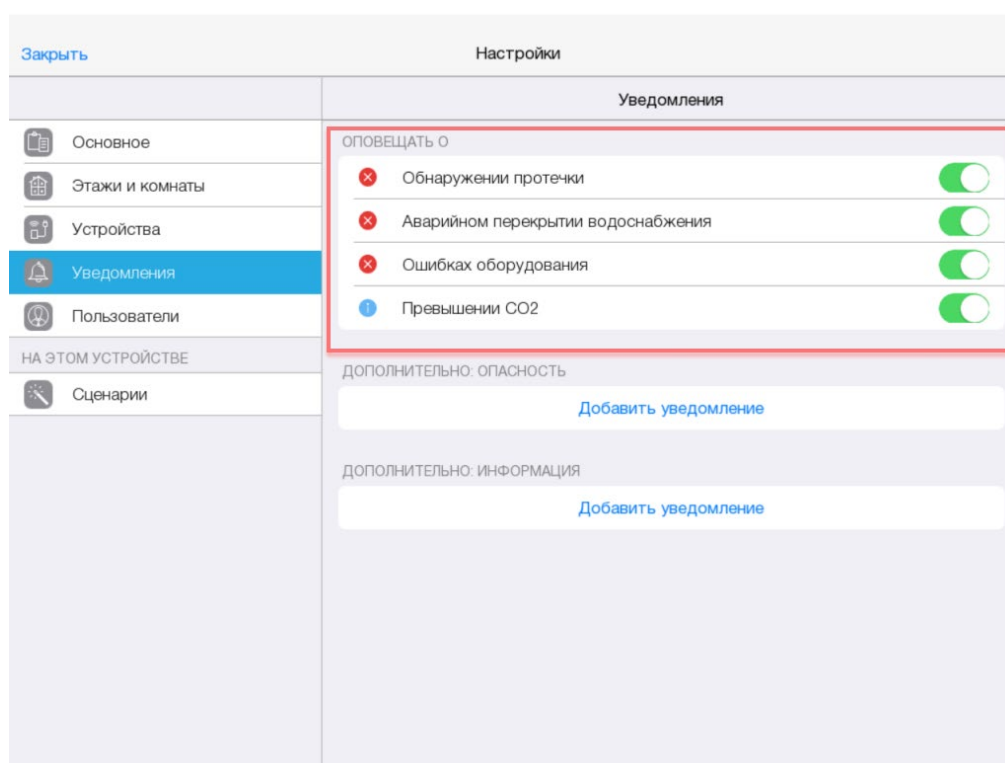 Закрыть
Настройки
Уведомления
Основное
Этажи и комнаты
Устройства
Уведомления
Пользователи
НА ЭТОМ УСТРОЙСТВЕ
Сценарии
ОПОВЕЩАТЬ О
Обнаружении протечки
Аварийном перекрытии водоснабжения
Ошибках оборудования
Превышении CO2
ДОПОЛНИТЕЛЬНО: ОПАСНОСТЬ
Добавить уведомление
ДОПОЛНИТЕЛЬНО: ИНФОРМАЦИЯ
Добавить уведомление